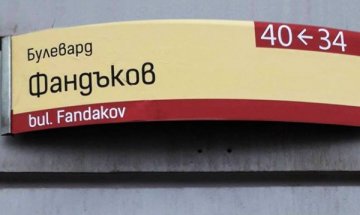 40 ← 34
Булевард
Фандъков
bul. Fandakov